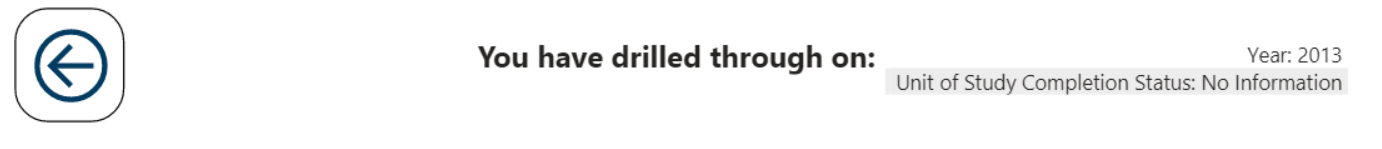 You have drilled through on:
Year: 2013
Unit of Study Completion Status: No Information